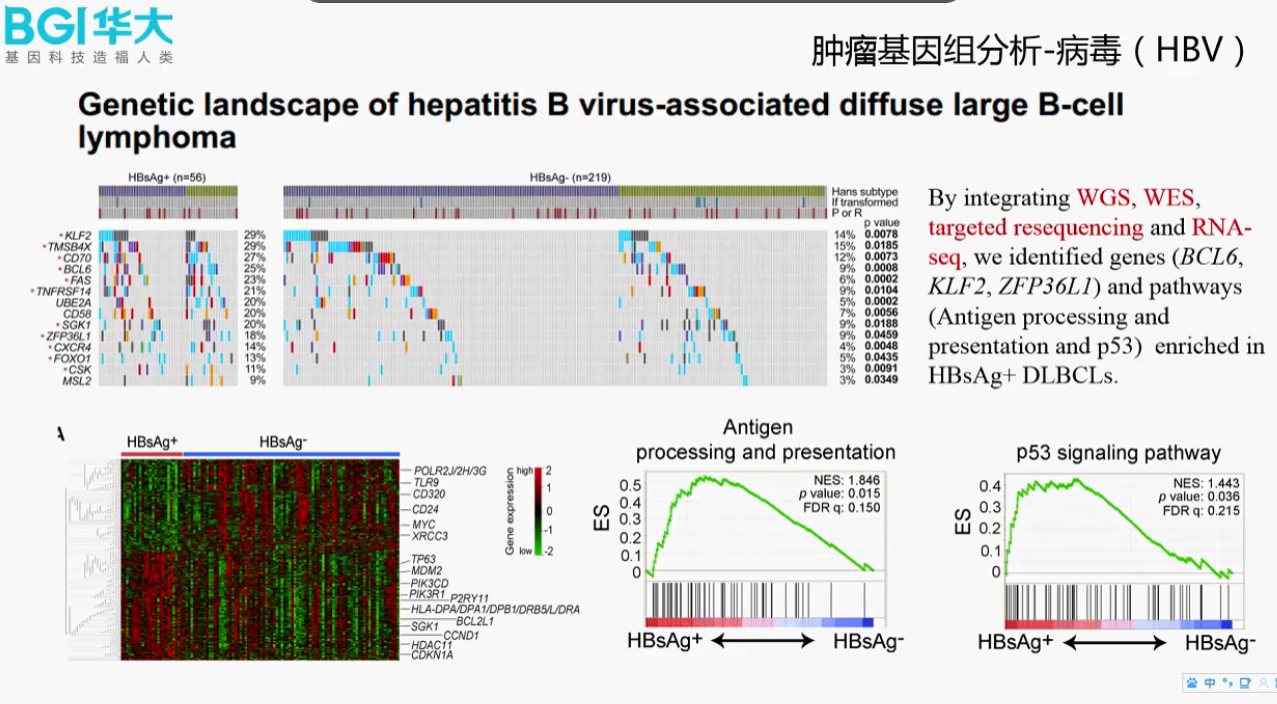 BGI华大
基因科技造福人类
肿瘤基因组分析-病毒（HBV）
Genetic landscape of hepatitis B virus-associated diffuse large B-cell
lymphoma
HBsAg+ (n=56)
HBsAg- (n=219)
Hans subtype
If transformed
P or R
p value
*KLF2 29% 14% 0.0078
*TMSB4X 29% 15% 0.0185
*CD70 27% 12% 0.0073
*BCL6 25% 9% 0.0008
*FAS 23% 6% 0.0002
*TNFRSF14 21% 9% 0.0104
UBE2A 20% 5% 0.0002
CD58 20% 7% 0.0056
*SGK1 20% 9% 0.0188
*ZFP36L1 18% 9% 0.0459
*CXCR4 14% 4% 0.0048
*FOXO1 13% 5% 0.0435
*CSK 11% 3% 0.0091
MSL2 9% 3% 0.0349
By integrating WGS, WES,
targeted resequencing and RNA-
seq, we identified genes (BCL6,
KLF2, ZFP36L1) and pathways
(Antigen processing and
presentation and p53) enriched in
HBsAg+ DLBCLs.
A
HBsAg+
HBsAg-
POLR2J/2H/3G
TLR9
CD320
CD24
MYC
XRCC3
TP63
MDM2
PIK3CD
PIK3R1
P2RY11
HLA-DPA/DPA1/DPB1/DRB5/L/DRA
BCL2L1
SGK1
CCND1
HDAC11
CDKN1A
Gene expression
high
low
2
1
0
-1
-2
Antigen
processing and presentation
NES: 1.846
p value: 0.015
FDR q: 0.150
ES
0.5
0.4
0.3
0.2
0.1
0
HBsAg+
HBsAg-
p53 signaling pathway
NES: 1.443
p value: 0.036
FDR q: 0.215
ES
0.4
0.3
0.2
0.1
0
HBsAg+
HBsAg-
中